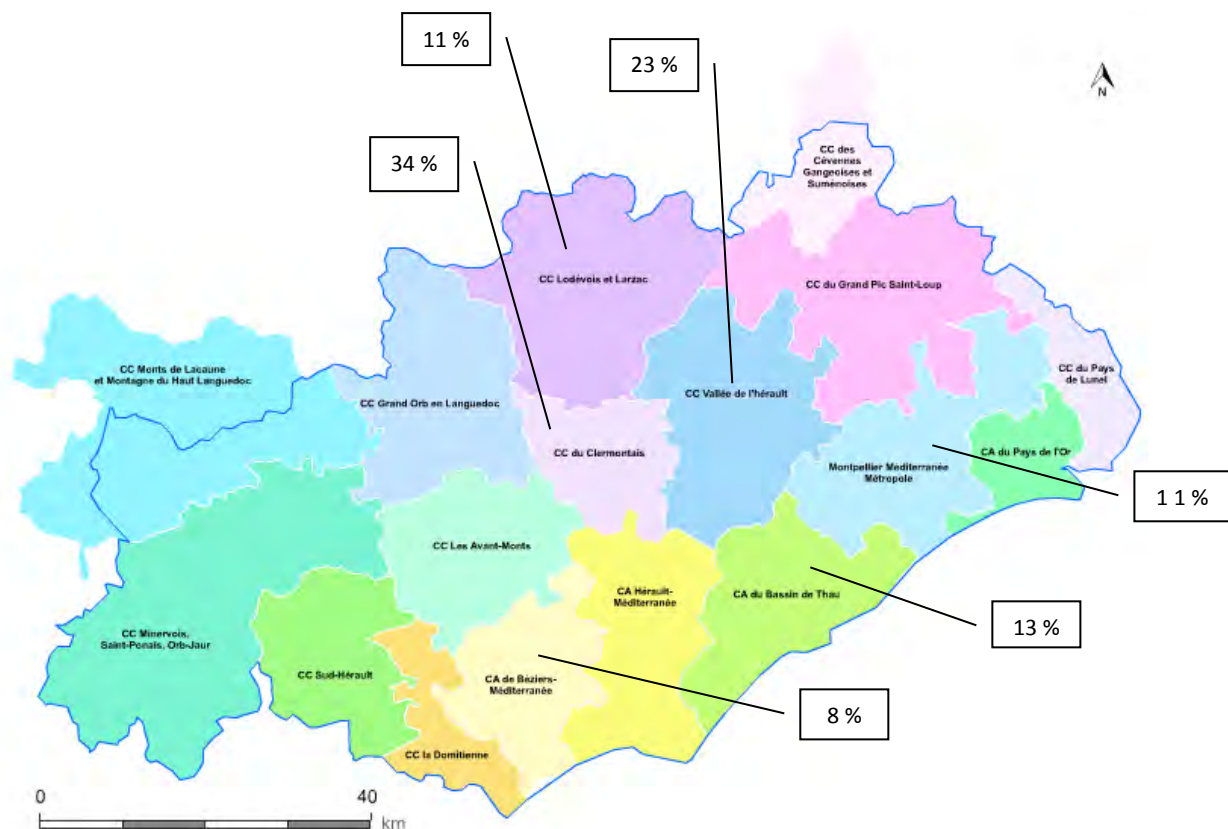 11 %
23 %
N
34 %
CC des
Cévennes
Gangeoises et
Suménoises
CC Lodévois et Larzac
CC du Grand Pic Saint-Loup
CC Monts de Lacaune
et Montagne du Haut Languedoc
CC du Pays
de Lunel
CC Grand Orb en Languedoc
CC Vallée de l'hérault
CC du Clermontais
CA du Pays de l'Or
Montpellier Méditerranée
Métropole
1 1 %
CC Les Avant-Monts
CA Hérault-
Méditerranée
CA du Bassin de Thau
13 %
CC Minervois,
Saint-Ponais, Orb-Jaur
CC Sud-Hérault
CA de Béziers-
Méditerranée
8 %
CC la Domitienne
0
40
km